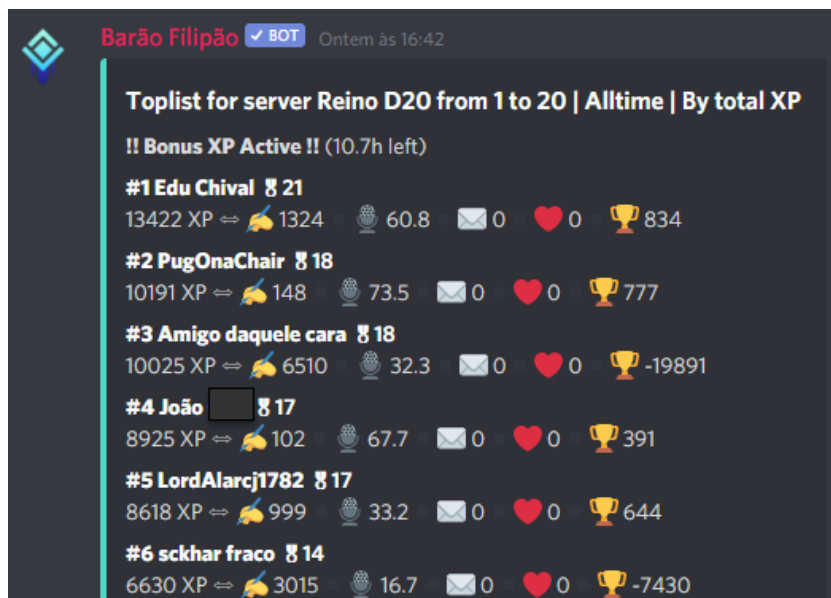 Barão Filipão ✓ BOT Ontem às 16:42
Toplist for server Reino D20 from 1 to 20 | Alltime | By total XP
!! Bonus XP Active !! (10.7h left)
#1 Edu Chival 🎖 21
13422 XP ⇔ ✍ 1324 🎙 60.8 ✉ 0 ❤ 0 🏆 834
#2 PugOnaChair 🎖 18
10191 XP ⇔ ✍ 148 🎙 73.5 ✉ 0 ❤ 0 🏆 777
#3 Amigo daquele cara 🎖 18
10025 XP ⇔ ✍ 6510 🎙 32.3 ✉ 0 ❤ 0 🏆 -19891
#4 João 🎖 17
8925 XP ⇔ ✍ 102 🎙 67.7 ✉ 0 ❤ 0 🏆 391
#5 LordAlarcj1782 🎖 17
8618 XP ⇔ ✍ 999 🎙 33.2 ✉ 0 ❤ 0 🏆 644
#6 sckhar fraco 🎖 14
6630 XP ⇔ ✍ 3015 🎙 16.7 ✉ 0 ❤ 0 🏆 -7430